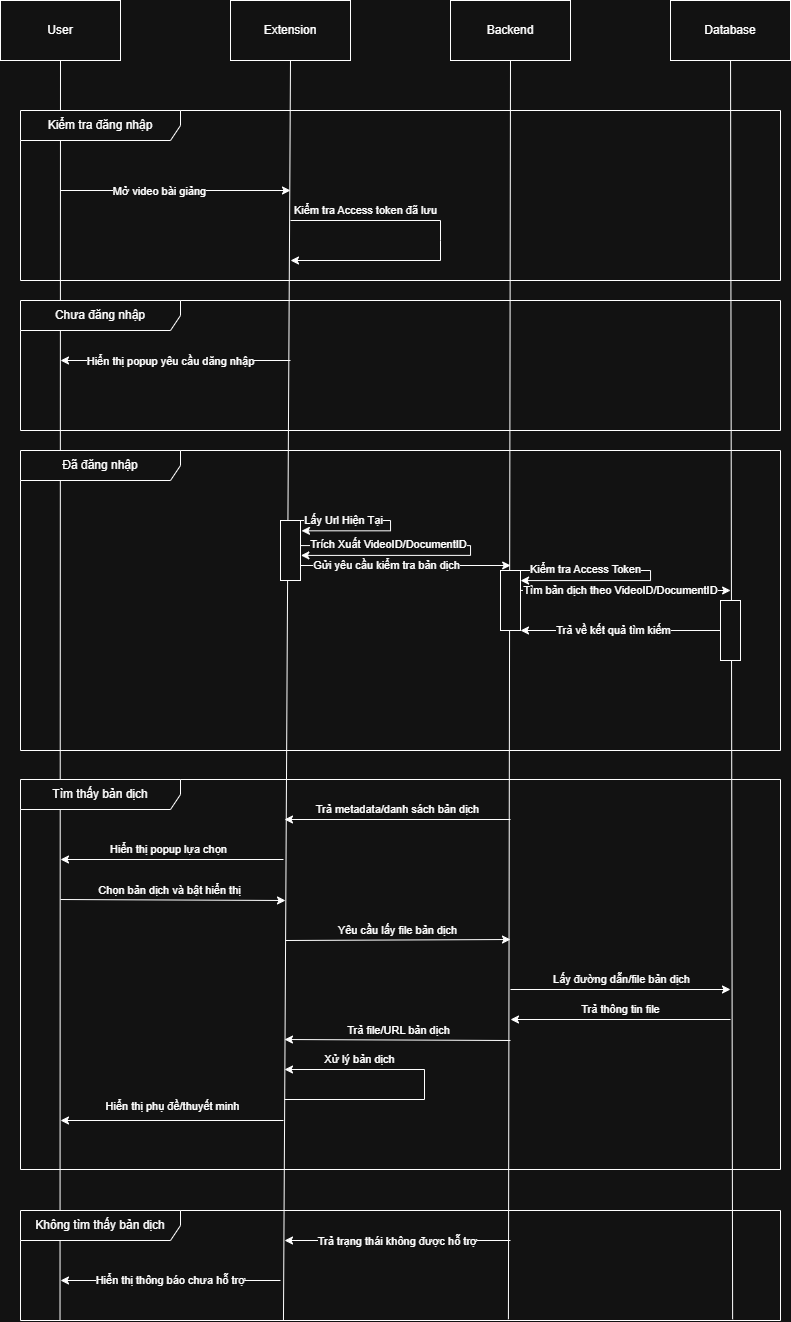 User
Extension
Backend
Database
Kiểm tra đăng nhập
Mở video bài giảng
Kiểm tra Access token đã lưu
Chưa đăng nhập
Hiển thị popup yêu cầu đăng nhập
Đã đăng nhập
Lấy Url Hiện Tại
Trích Xuất VideoID/DocumentID
Gửi yêu cầu kiểm tra bản dịch
Kiểm tra Access Token
Tìm bản dịch theo VideoID/DocumentID
Trả về kết quả tìm kiếm
Tìm thấy bản dịch
Trả metadata/danh sách bản dịch
Hiển thị popup lựa chọn
Chọn bản dịch và bật hiển thị
Yêu cầu lấy file bản dịch
Lấy đường dẫn/file bản dịch
Trả thông tin file
Trả file/URL bản dịch
Xử lý bản dịch
Hiển thị phụ đề/thuyết minh
Không tìm thấy bản dịch
Trả trạng thái không được hỗ trợ
Hiển thị thông báo chưa hỗ trợ